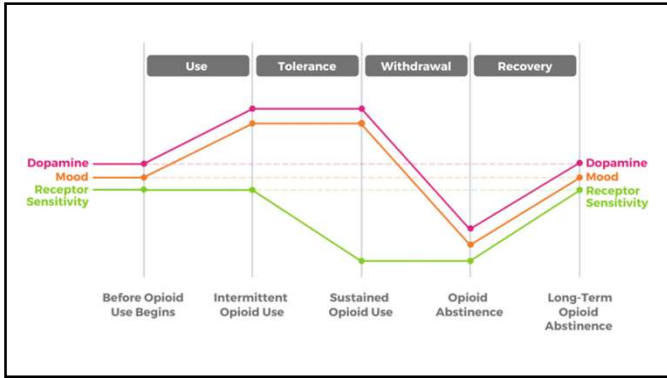 Use
Tolerance
Withdrawal
Recovery
Dopamine
Mood
Receptor
Sensitivity
Dopamine
Mood
Receptor
Sensitivity
Before Opioid
Use Begins
Intermittent
Opioid Use
Sustained
Opioid Use
Opioid
Abstinence
Long-Term
Opioid
Abstinence